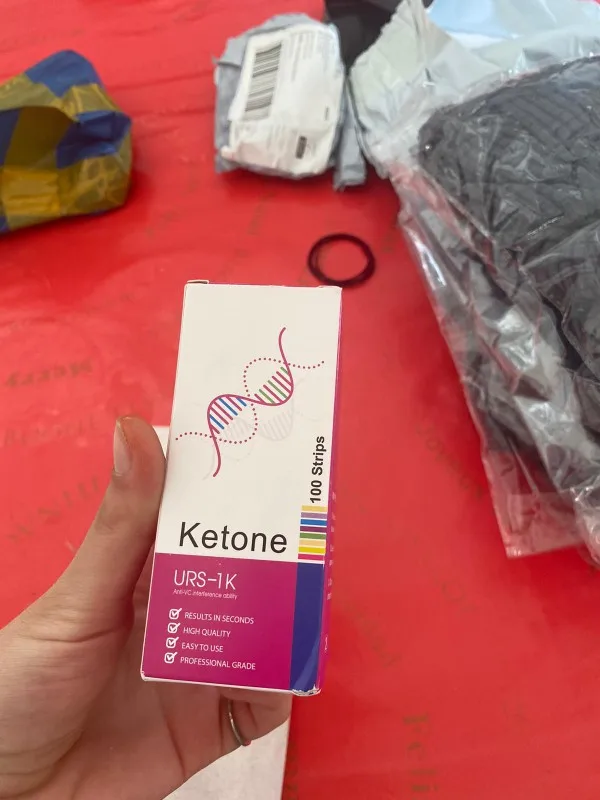 100 Strips
Ketone
URS-1K
Anti-VC interference ability
RESULTS IN SECONDS
HIGH QUALITY
EASY TO USE
PROFESSIONAL GRADE